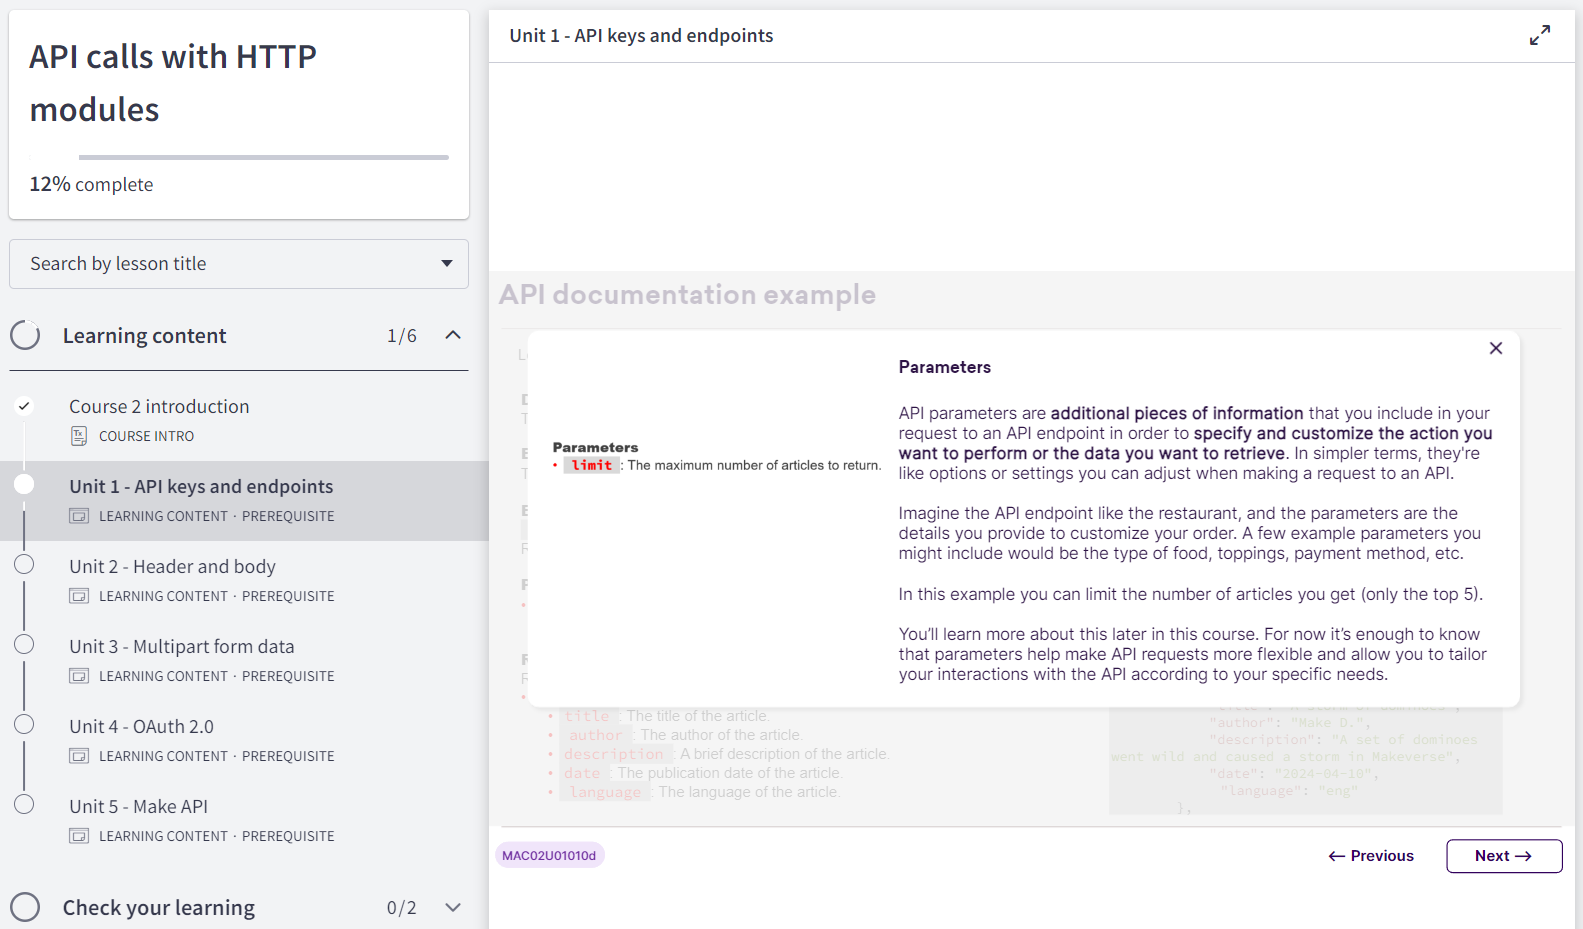 API calls with HTTP
modules
12% complete
Search by lesson title
Learning content 1/6
Course 2 introduction
COURSE INTRO
Unit 1 - API keys and endpoints
LEARNING CONTENT · PREREQUISITE
Unit 2 - Header and body
LEARNING CONTENT · PREREQUISITE
Unit 3 - Multipart form data
LEARNING CONTENT · PREREQUISITE
Unit 4 - OAuth 2.0
LEARNING CONTENT · PREREQUISITE
Unit 5 - Make API
LEARNING CONTENT · PREREQUISITE
Check your learning 0/2
Unit 1 - API keys and endpoints
API documentation example
Parameters
• limit : The maximum number of articles to return.
Parameters
API parameters are additional pieces of information that you include in your
request to an API endpoint in order to specify and customize the action you
want to perform or the data you want to retrieve. In simpler terms, they're
like options or settings you can adjust when making a request to an API.
Imagine the API endpoint like the restaurant, and the parameters are the
details you provide to customize your order. A few example parameters you
might include would be the type of food, toppings, payment method, etc.
In this example you can limit the number of articles you get (only the top 5).
You’ll learn more about this later in this course. For now it’s enough to know
that parameters help make API requests more flexible and allow you to tailor
your interactions with the API according to your specific needs.
• title : The title of the article.
• author : The author of the article.
• description : A brief description of the article.
• date : The publication date of the article.
• language : The language of the article.
"author": "Make D.",
"description": "A set of dominoes
went wild and caused a storm in Makeverse",
"date": "2024-04-10",
"language": "eng"
},
MAC02U01010d
← Previous
Next →